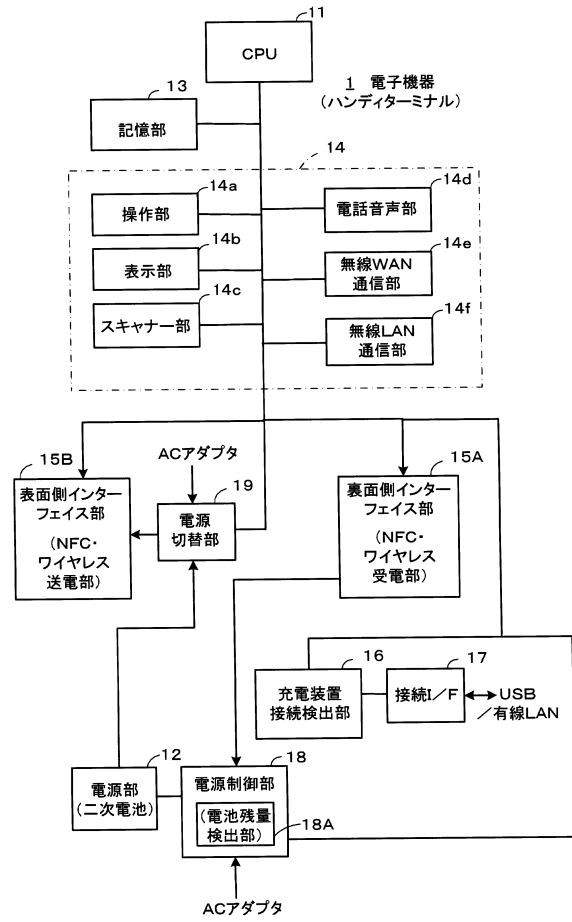 11
CPU
1 電子機器
(ハンディターミナル)
13
記憶部
14
14a
操作部
14d
電話音声部
14b
表示部
14e
無線WAN
通信部
14c
スキャナー部
14f
無線LAN
通信部
15B
表面側インター
フェイス部
(NFC・
ワイヤレス
送電部)
ACアダプタ
19
電源
切替部
15A
裏面側インター
フェイス部
(NFC・
ワイヤレス
受電部)
16
充電装置
接続検出部
17
接続I/F
USB
/有線LAN
12
電源部
(二次電池)
18
電源制御部
(電池残量
検出部)
18A
ACアダプタ